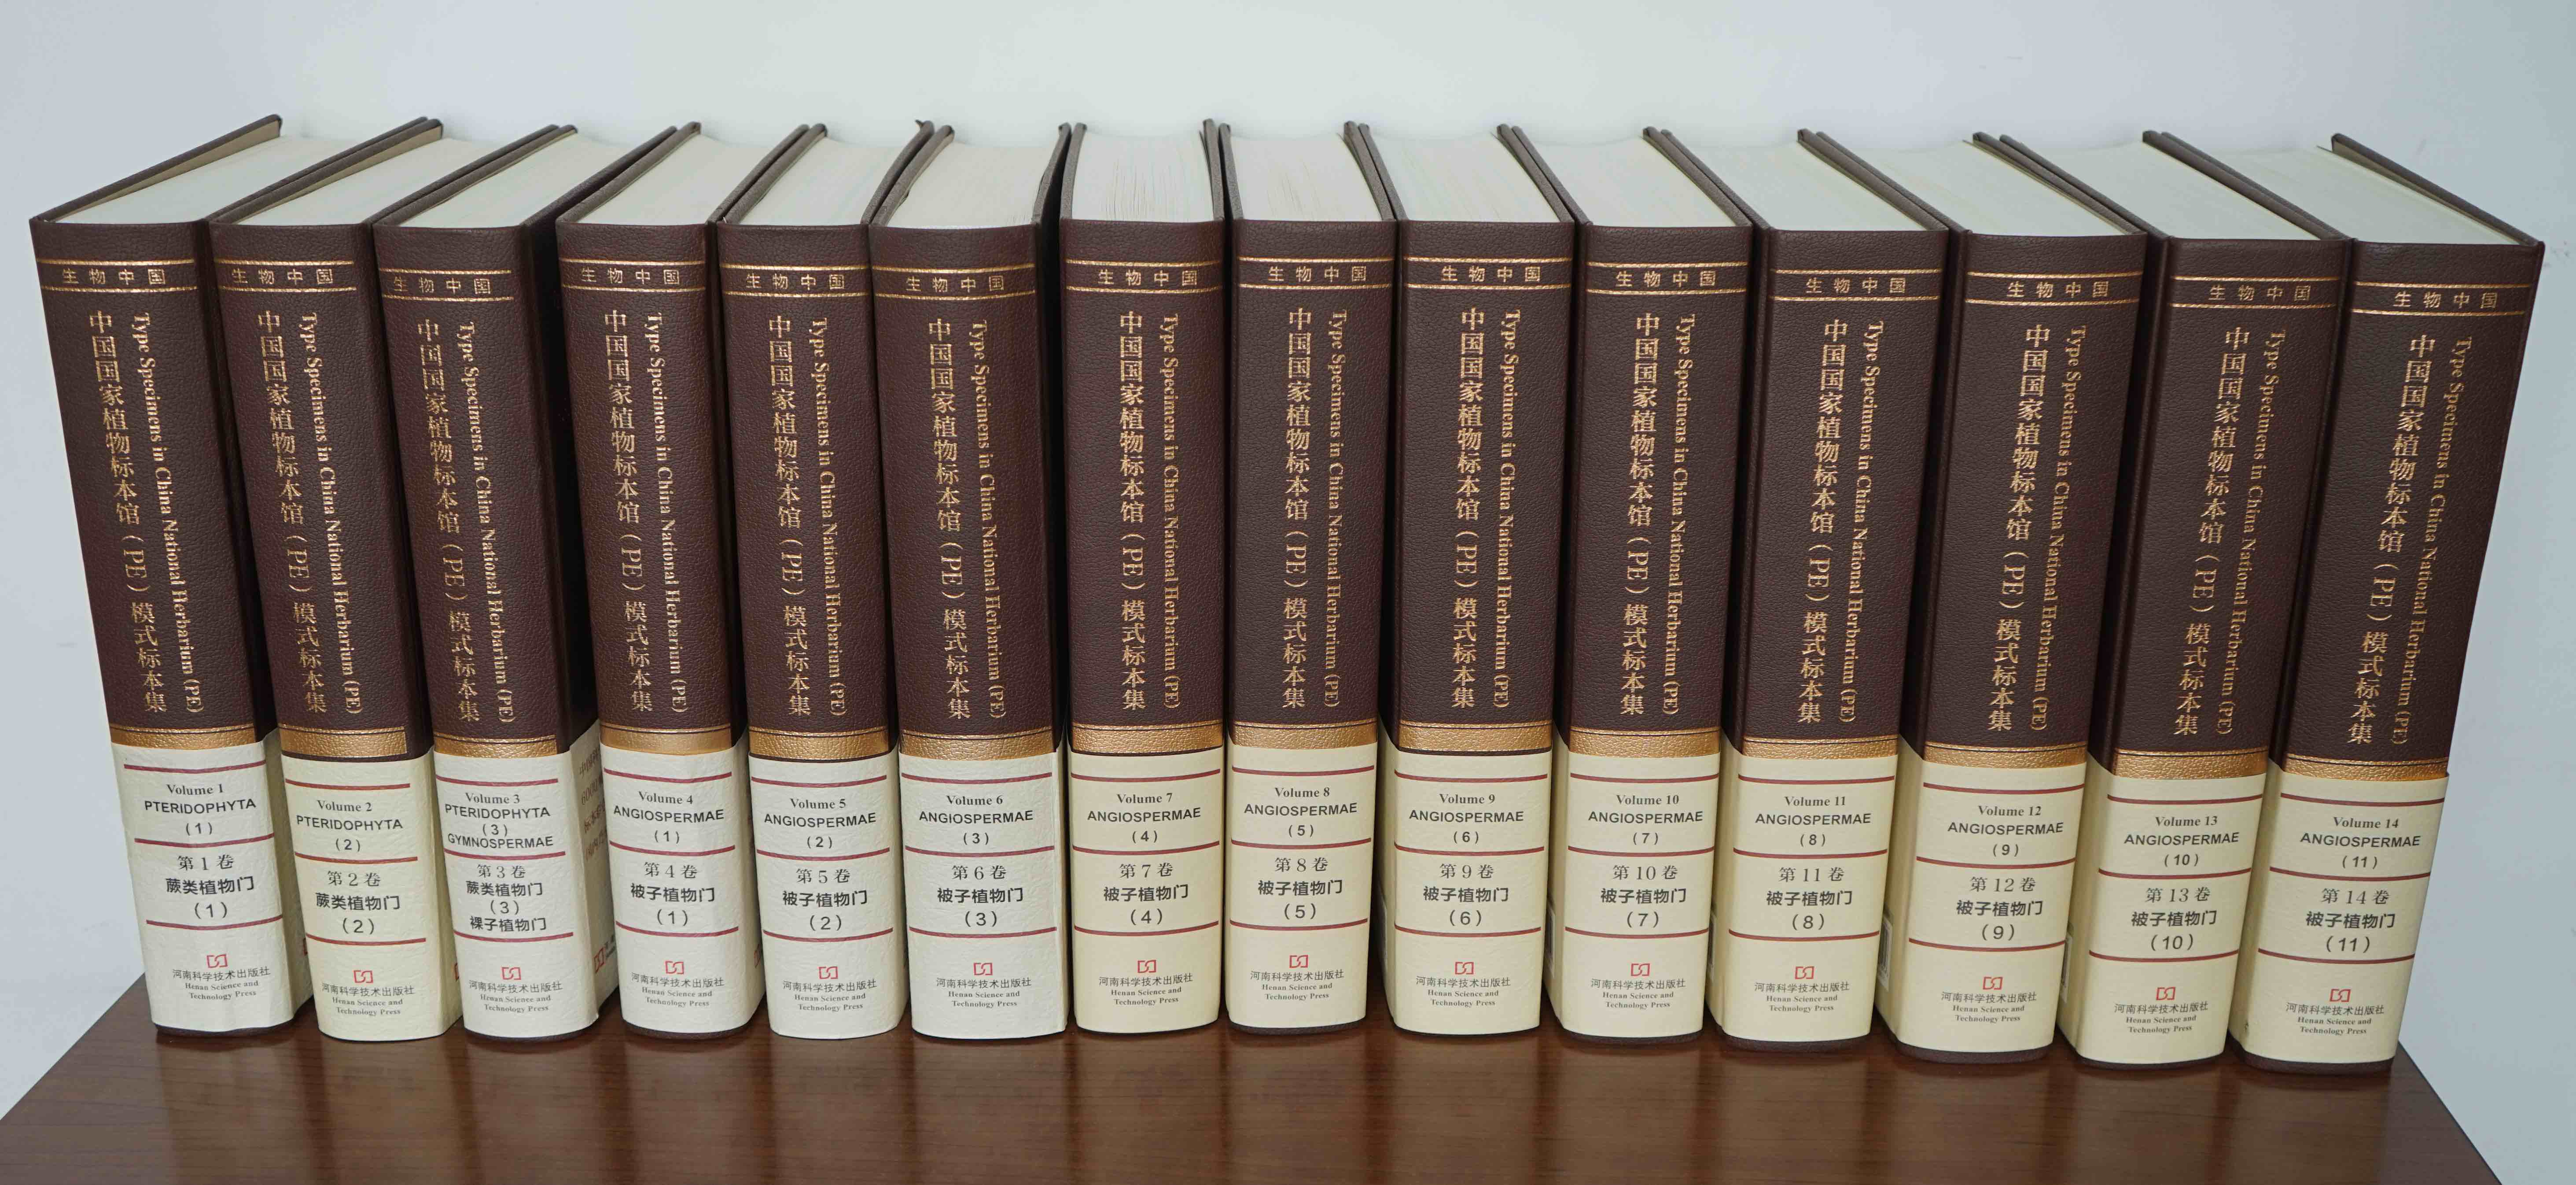 生物中国
中国国家植物标本馆（PE）模式标本集
Type Specimens in China National Herbarium (PE)
Volume 1
PTERIDOPHYTA
(1)
第1卷
蕨类植物门
(1)
河南科学技术出版社
Henan Science and
Technology Press
生物中国
中国国家植物标本馆（PE）模式标本集
Type Specimens in China National Herbarium (PE)
Volume 2
PTERIDOPHYTA
(2)
第2卷
蕨类植物门
(2)
河南科学技术出版社
Henan Science and
Technology Press
生物中国
中国国家植物标本馆（PE）模式标本集
Type Specimens in China National Herbarium (PE)
Volume 3
PTERIDOPHYTA
(3)
GYMNOSPERMAE
第3卷
蕨类植物门
(3)
裸子植物门
河南科学技术出版社
Henan Science and
Technology Press
生物中国
中国国家植物标本馆（PE）模式标本集
Type Specimens in China National Herbarium (PE)
Volume 4
ANGIOSPERMAE
(1)
第4卷
被子植物门
(1)
河南科学技术出版社
Henan Science and
Technology Press
生物中国
中国国家植物标本馆（PE）模式标本集
Type Specimens in China National Herbarium (PE)
Volume 5
ANGIOSPERMAE
(2)
第5卷
被子植物门
(2)
河南科学技术出版社
Henan Science and
Technology Press
生物中国
中国国家植物标本馆（PE）模式标本集
Type Specimens in China National Herbarium (PE)
Volume 6
ANGIOSPERMAE
(3)
第6卷
被子植物门
(3)
河南科学技术出版社
Henan Science and
Technology Press
生物中国
中国国家植物标本馆（PE）模式标本集
Type Specimens in China National Herbarium (PE)
Volume 7
ANGIOSPERMAE
(4)
第7卷
被子植物门
(4)
河南科学技术出版社
Henan Science and
Technology Press
生物中国
中国国家植物标本馆（PE）模式标本集
Type Specimens in China National Herbarium (PE)
Volume 8
ANGIOSPERMAE
(5)
第8卷
被子植物门
(5)
河南科学技术出版社
Henan Science and
Technology Press
生物中国
中国国家植物标本馆（PE）模式标本集
Type Specimens in China National Herbarium (PE)
Volume 9
ANGIOSPERMAE
(6)
第9卷
被子植物门
(6)
河南科学技术出版社
Henan Science and
Technology Press
生物中国
中国国家植物标本馆（PE）模式标本集
Type Specimens in China National Herbarium (PE)
Volume 10
ANGIOSPERMAE
(7)
第10卷
被子植物门
(7)
河南科学技术出版社
Henan Science and
Technology Press
生物中国
中国国家植物标本馆（PE）模式标本集
Type Specimens in China National Herbarium (PE)
Volume 11
ANGIOSPERMAE
(8)
第11卷
被子植物门
(8)
河南科学技术出版社
Henan Science and
Technology Press
生物中国
中国国家植物标本馆（PE）模式标本集
Type Specimens in China National Herbarium (PE)
Volume 12
ANGIOSPERMAE
(9)
第12卷
被子植物门
(9)
河南科学技术出版社
Henan Science and
Technology Press
生物中国
中国国家植物标本馆（PE）模式标本集
Type Specimens in China National Herbarium (PE)
Volume 13
ANGIOSPERMAE
(10)
第13卷
被子植物门
(10)
河南科学技术出版社
Henan Science and
Technology Press
生物中国
中国国家植物标本馆（PE）模式标本集
Type Specimens in China National Herbarium (PE)
Volume 14
ANGIOSPERMAE
(11)
第14卷
被子植物门
(11)
河南科学技术出版社
Henan Science and
Technology Press